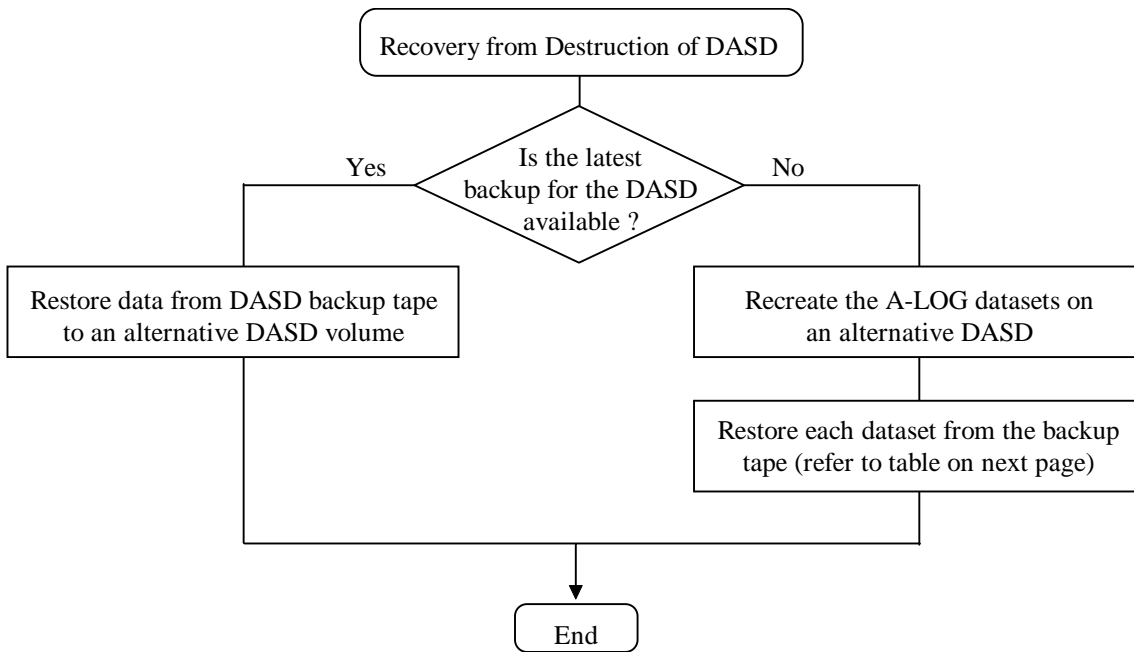 Recovery from Destruction of DASD
Is the latest
backup for the DASD
available ?
Yes
No
Restore data from DASD backup tape
to an alternative DASD volume
Recreate the A-LOG datasets on
an alternative DASD
Restore each dataset from the backup
tape (refer to table on next page)
End